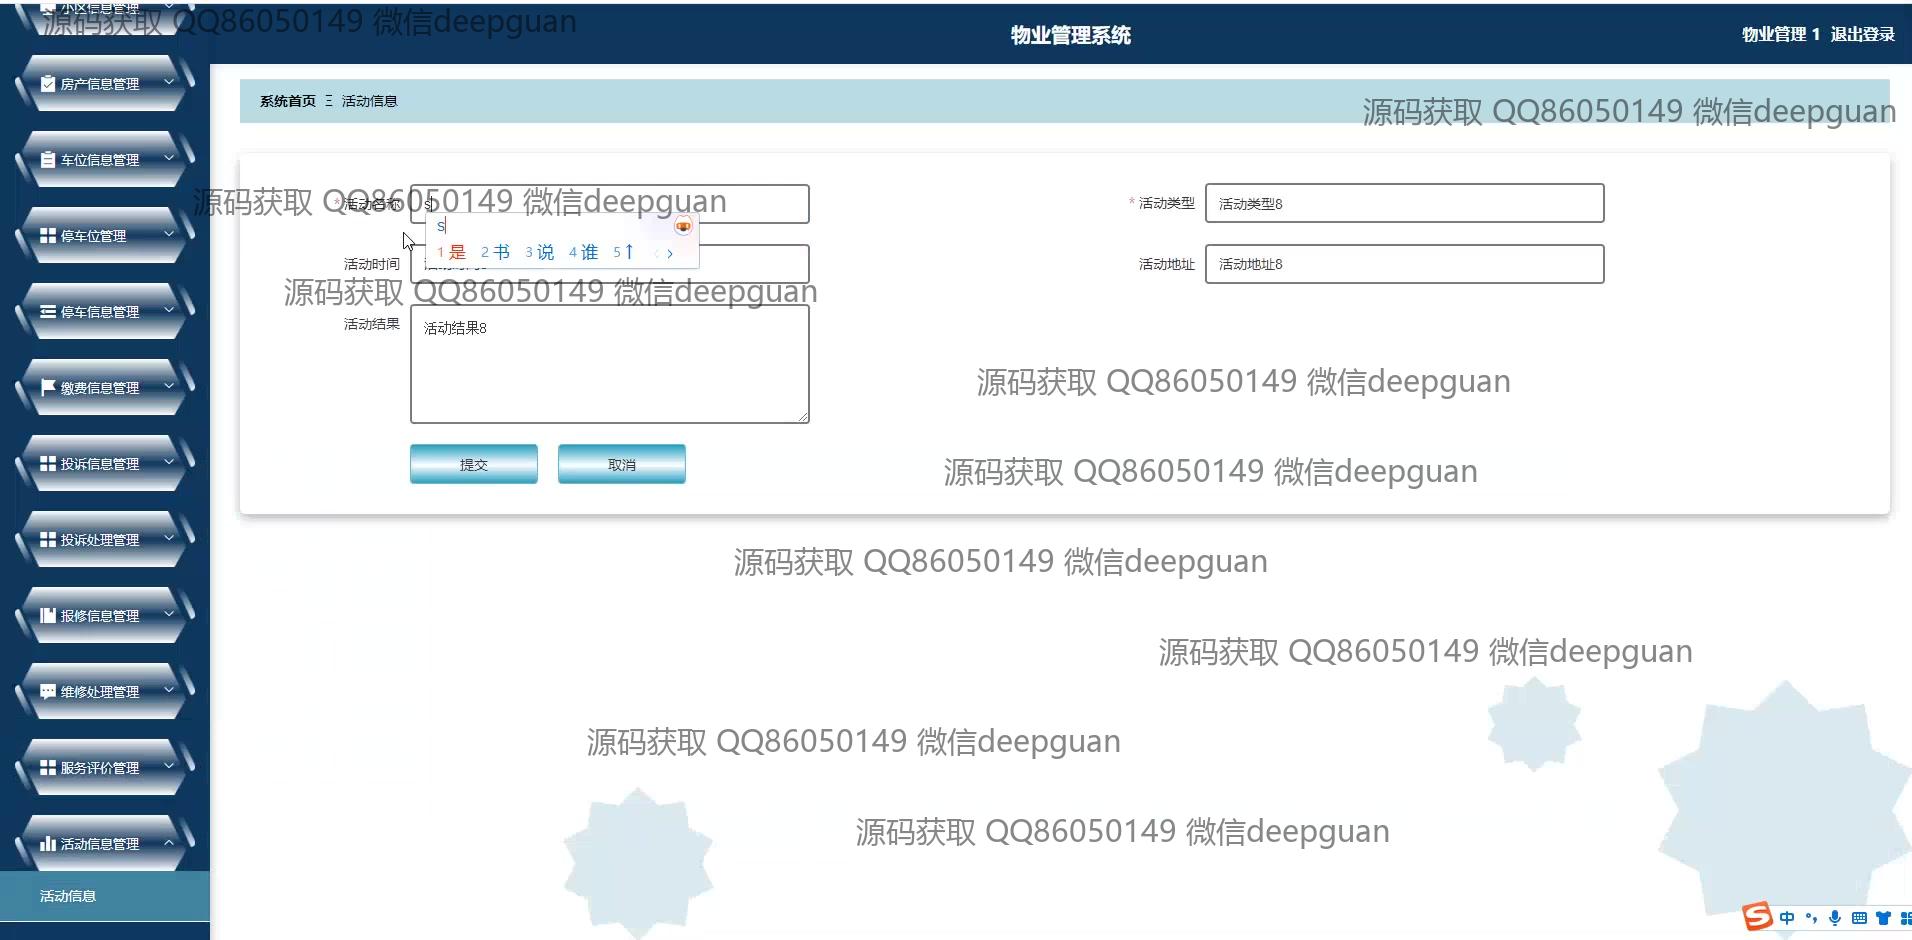 小区信息管理
源码获取 QQ86050149 微信deepguan
物业管理系统
物业管理 1 退出登录
房产信息管理
系统首页 Ξ 活动信息
源码获取 QQ86050149 微信deepguan
车位信息管理
源码获取 QQ86050149 微信deepguan
*活动名称 s
*活动类型 活动类型8
s
停车位管理
1是 2书 3说 4谁 5↑
活动时间
活动地址 活动地址8
源码获取 QQ86050149 微信deepguan
停车信息管理
活动结果 活动结果8
缴费信息管理
源码获取 QQ86050149 微信deepguan
投诉信息管理
提交 取消
源码获取 QQ86050149 微信deepguan
投诉处理管理
源码获取 QQ86050149 微信deepguan
报修信息管理
源码获取 QQ86050149 微信deepguan
维修处理管理
源码获取 QQ86050149 微信deepguan
服务评价管理
源码获取 QQ86050149 微信deepguan
活动信息管理
活动信息
S 中